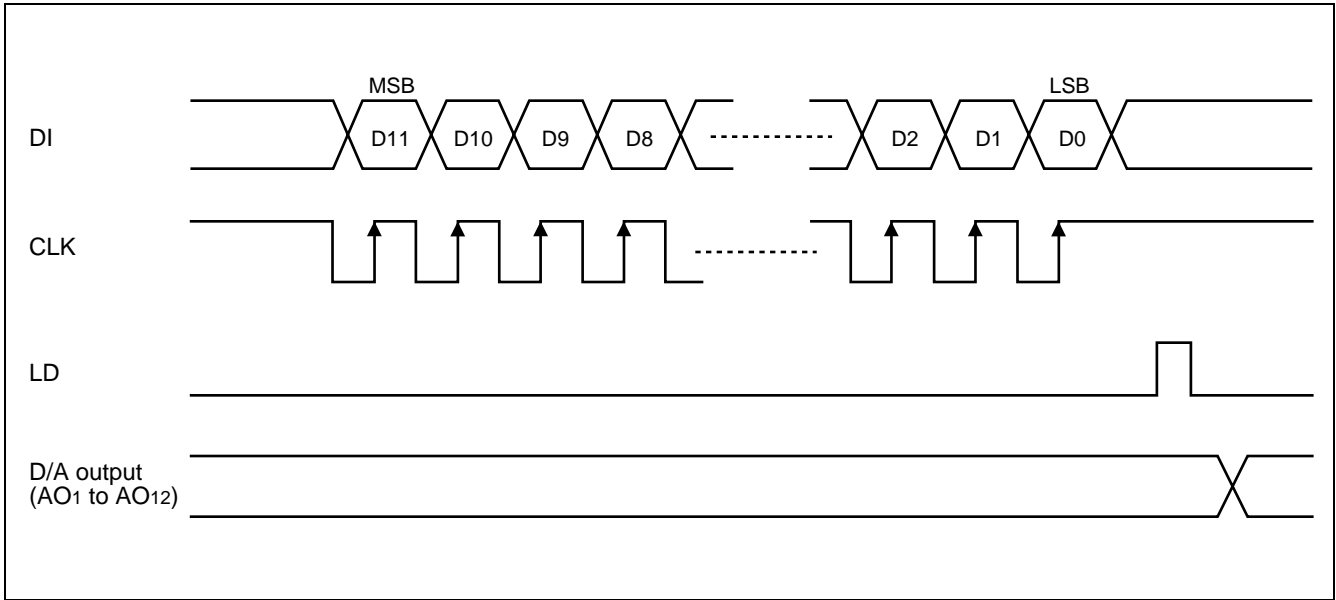 MSB LSB
DI D11 D10 D9 D8 D2 D1 D0
CLK
LD
D/A output
(AO1 to AO12)